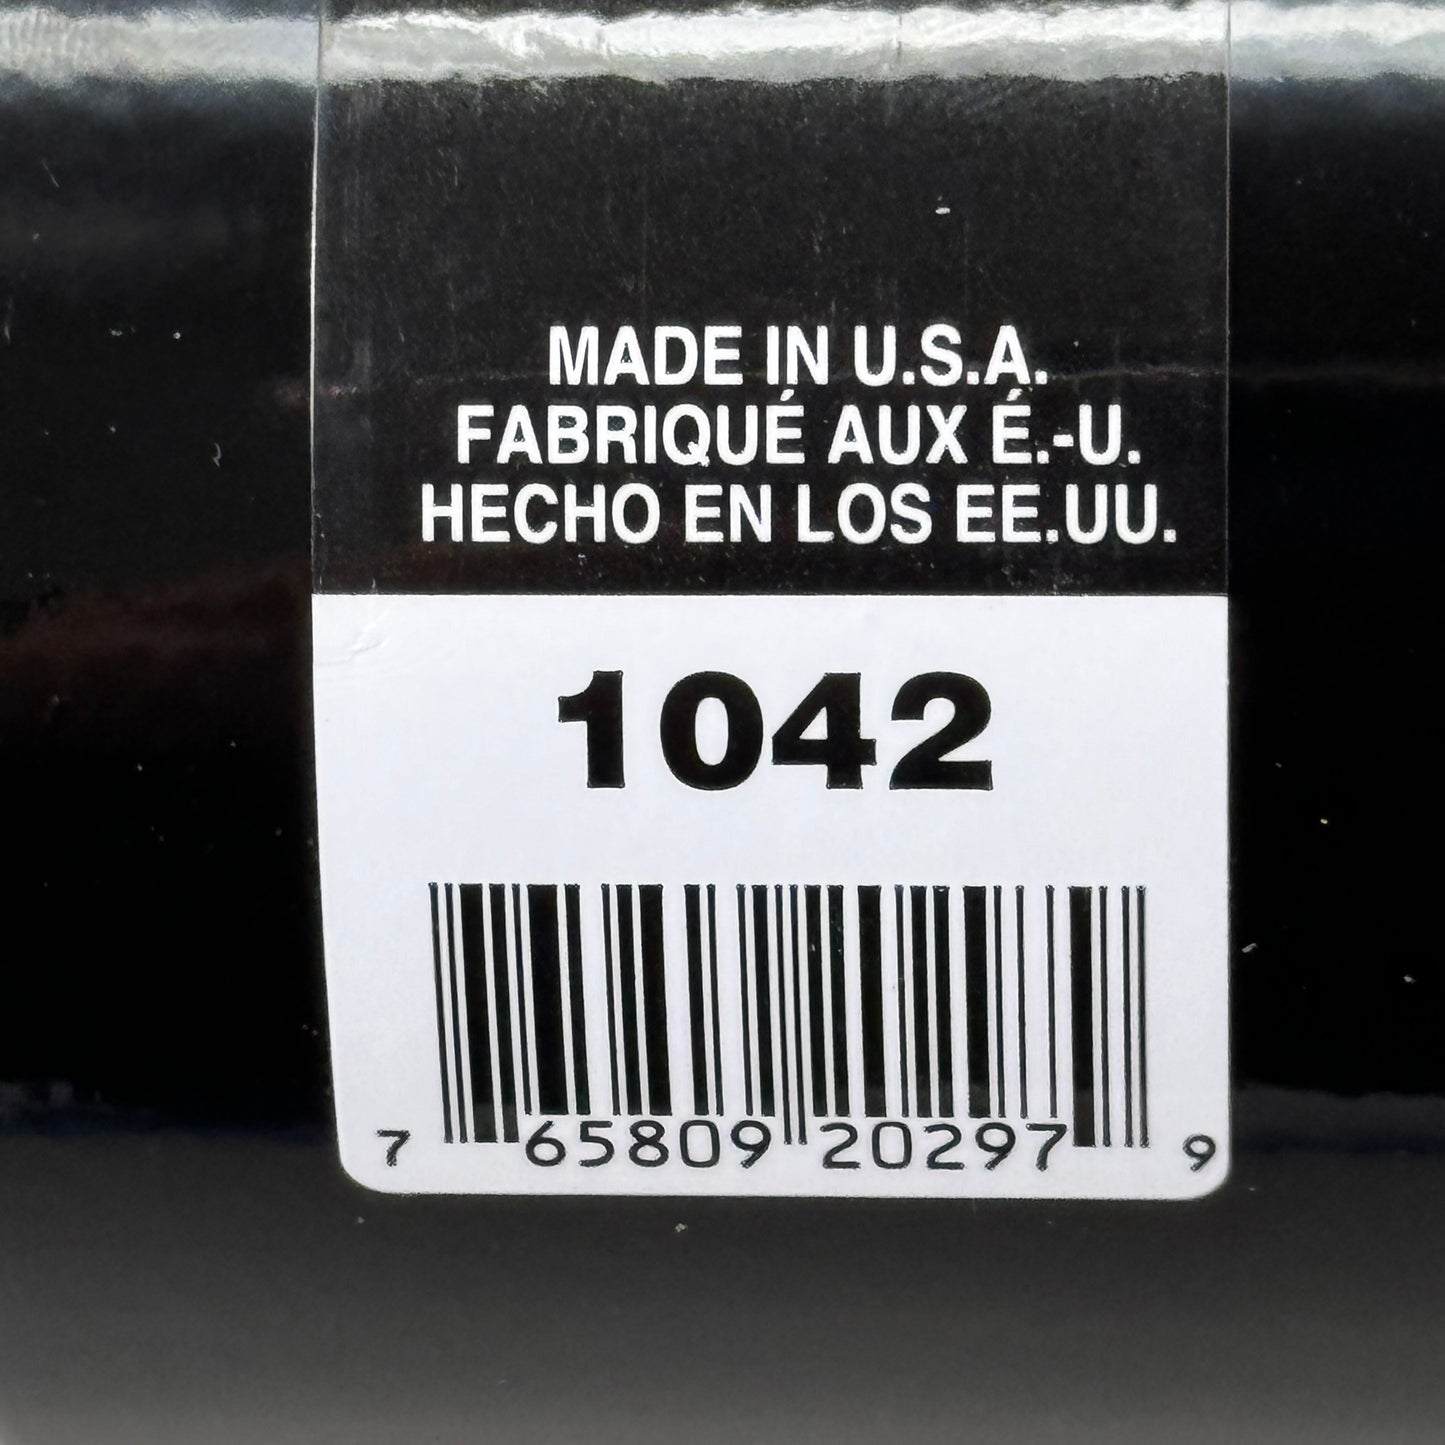 MADE IN U.S.A.
FABRIQUÉ AUX É.-U.
HECHO EN LOS EE.UU.
1042
7 65809 20297 9